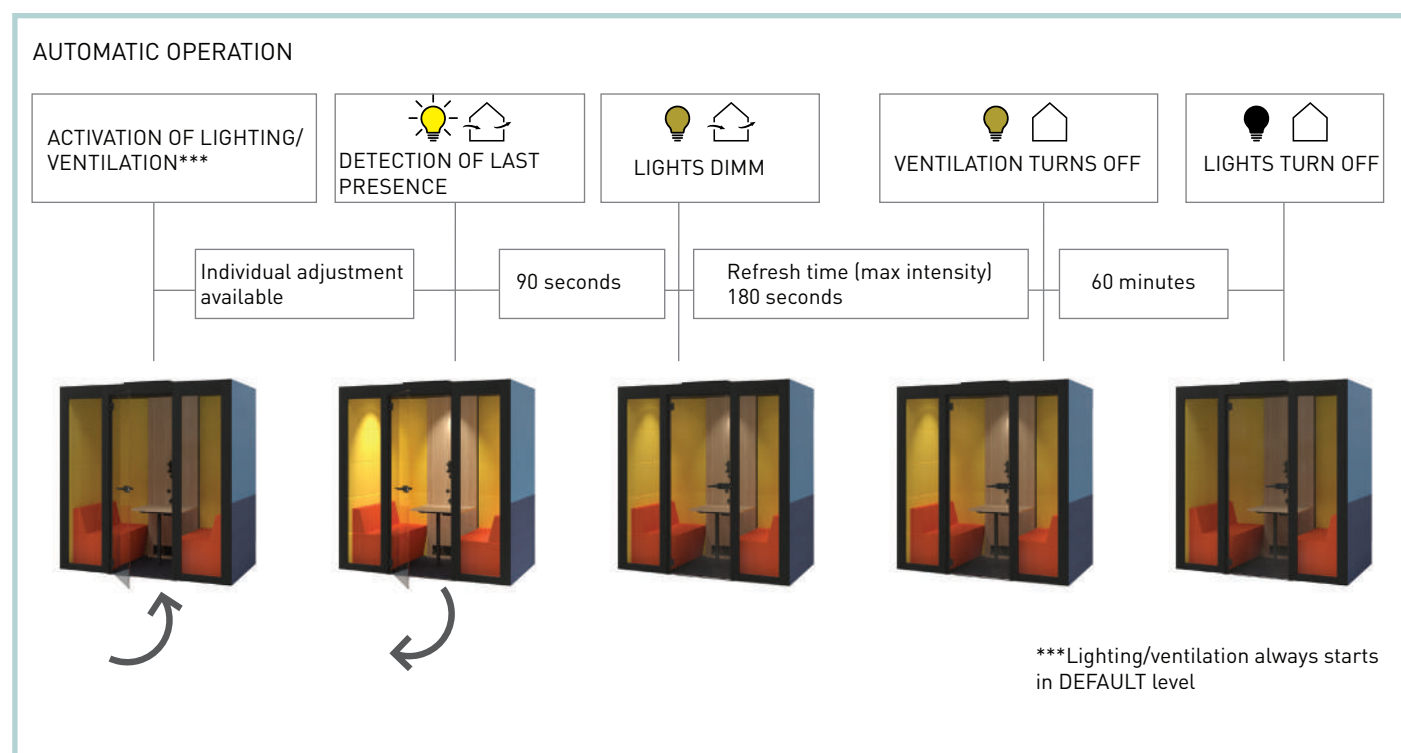 AUTOMATIC OPERATION
ACTIVATION OF LIGHTING/
VENTILATION***
DETECTION OF LAST
PRESENCE
LIGHTS DIMM
VENTILATION TURNS OFF
LIGHTS TURN OFF
Individual adjustment
available
90 seconds
Refresh time (max intensity)
180 seconds
60 minutes
***Lighting/ventilation always starts
in DEFAULT level